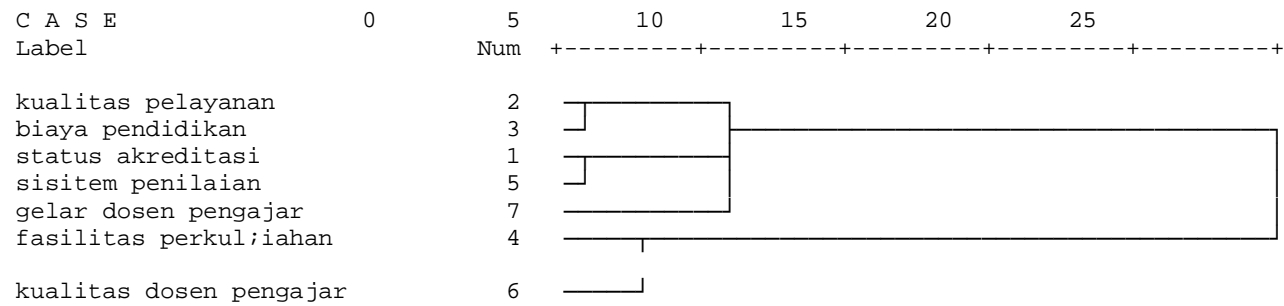 C A S E 0 5 10 15 20 25
Label Num +---------+---------+---------+---------+---------+
kualitas pelayanan 2
biaya pendidikan 3
status akreditasi 1
sisitem penilaian 5
gelar dosen pengajar 7
fasilitas perkul;iahan 4
kualitas dosen pengajar 6